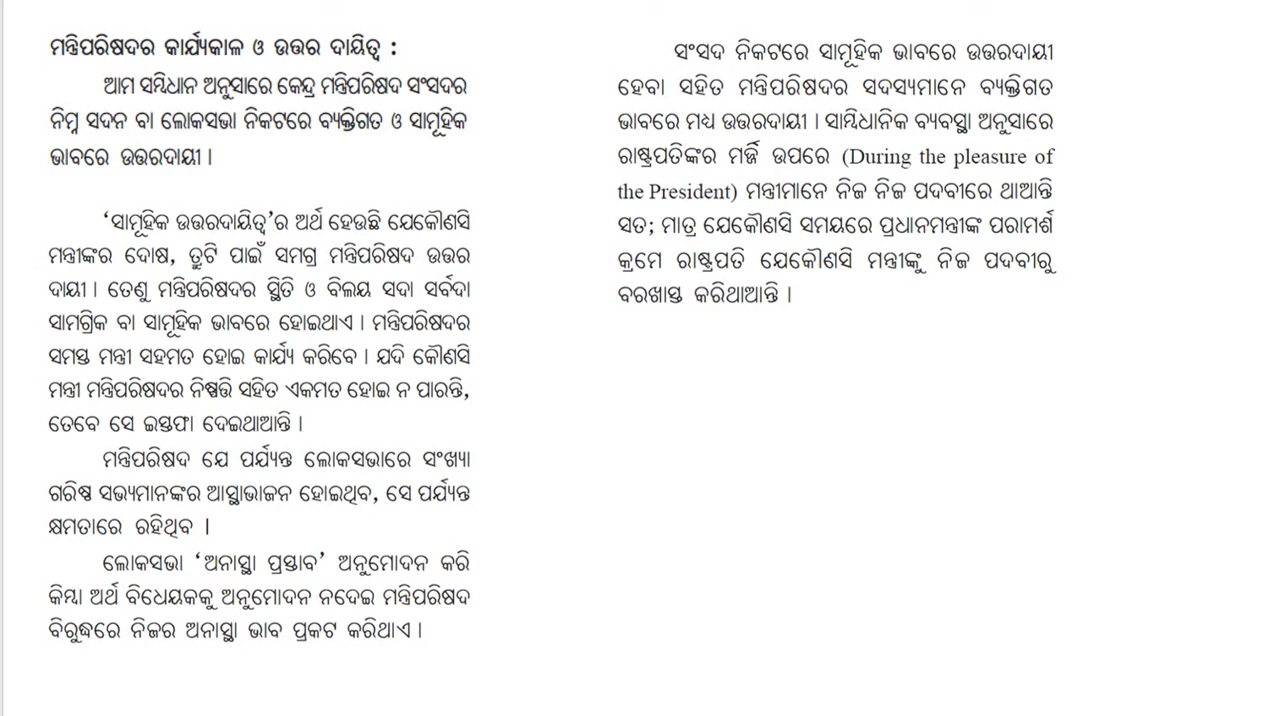 ମନ୍ତ୍ରିପରିଷଦର କାର୍ଯ୍ୟକାଳ ଓ ଉତ୍ତର ଦାୟିତ୍ୱ :
ଆମ ସମ୍ବିଧାନ ଅନୁସାରେ କେନ୍ଦ୍ର ମନ୍ତ୍ରିପରିଷଦ ସଂସଦର
ନିମ୍ନ ସଦନ ବା ଲୋକସଭା ନିକଟରେ ବ୍ୟକ୍ତିଗତ ଓ ସାମୂହିକ
ଭାବରେ ଉତ୍ତରଦାୟୀ।
‘ସାମୂହିକ ଉତ୍ତରଦାୟିତ୍ୱ’ର ଅର୍ଥ ହେଉଛି ଯେକୌଣସି
ମନ୍ତ୍ରୀଙ୍କର ଦୋଷ, ତ୍ରୁଟି ପାଇଁ ସମଗ୍ର ମନ୍ତ୍ରିପରିଷଦ ଉତ୍ତର
ଦାୟୀ। ତେଣୁ ମନ୍ତ୍ରିପରିଷଦର ସ୍ଥିତି ଓ ବିଲୟ ସଦା ସର୍ବଦା
ସାମଗ୍ରିକ ବା ସାମୂହିକ ଭାବରେ ହୋଇଥାଏ। ମନ୍ତ୍ରିପରିଷଦର
ସମସ୍ତ ମନ୍ତ୍ରୀ ସହମତ ହୋଇ କାର୍ଯ୍ୟ କରିବେ। ଯଦି କୌଣସି
ମନ୍ତ୍ରୀ ମନ୍ତ୍ରିପରିଷଦର ନିଷ୍ପତ୍ତି ସହିତ ଏକମତ ହୋଇ ନ ପାରନ୍ତି,
ତେବେ ସେ ଇସ୍ତଫା ଦେଇଥାଆନ୍ତି।
ମନ୍ତ୍ରିପରିଷଦ ଯେ ପର୍ଯ୍ୟନ୍ତ ଲୋକସଭାରେ ସଂଖ୍ୟା
ଗରିଷ୍ଠ ସଭ୍ୟମାନଙ୍କର ଆସ୍ଥାଭାଜନ ହୋଇଥିବ, ସେ ପର୍ଯ୍ୟନ୍ତ
କ୍ଷମତାରେ ରହିଥିବ ।
ଲୋକସଭା ‘ଅନାସ୍ଥା ପ୍ରସ୍ତାବ’ ଅନୁମୋଦନ କରି
କିମ୍ବା ଅର୍ଥ ବିଧେୟକକୁ ଅନୁମୋଦନ ନଦେଇ ମନ୍ତ୍ରିପରିଷଦ
ବିରୁଦ୍ଧରେ ନିଜର ଅନାସ୍ଥା ଭାବ ପ୍ରକଟ କରିଥାଏ।
ସଂସଦ ନିକଟରେ ସାମୂହିକ ଭାବରେ ଉତ୍ତରଦାୟୀ
ହେବା ସହିତ ମନ୍ତ୍ରିପରିଷଦର ସଦସ୍ୟମାନେ ବ୍ୟକ୍ତିଗତ
ଭାବରେ ମଧ୍ୟ ଉତ୍ତରଦାୟୀ। ସାମ୍ବିଧାନିକ ବ୍ୟବସ୍ଥା ଅନୁସାରେ
ରାଷ୍ଟ୍ରପତିଙ୍କର ମର୍ଜ୍ଜି ଉପରେ (During the pleasure of
the President) ମନ୍ତ୍ରୀମାନେ ନିଜ ନିଜ ପଦବୀରେ ଥାଆନ୍ତି
ସତ; ମାତ୍ର ଯେକୌଣସି ସମୟରେ ପ୍ରଧାନମନ୍ତ୍ରୀଙ୍କ ପରାମର୍ଶ
କ୍ରମେ ରାଷ୍ଟ୍ରପତି ଯେକୌଣସି ମନ୍ତ୍ରୀଙ୍କୁ ନିଜ ପଦବୀରୁ
ବରଖାସ୍ତ କରିଥାଆନ୍ତି।